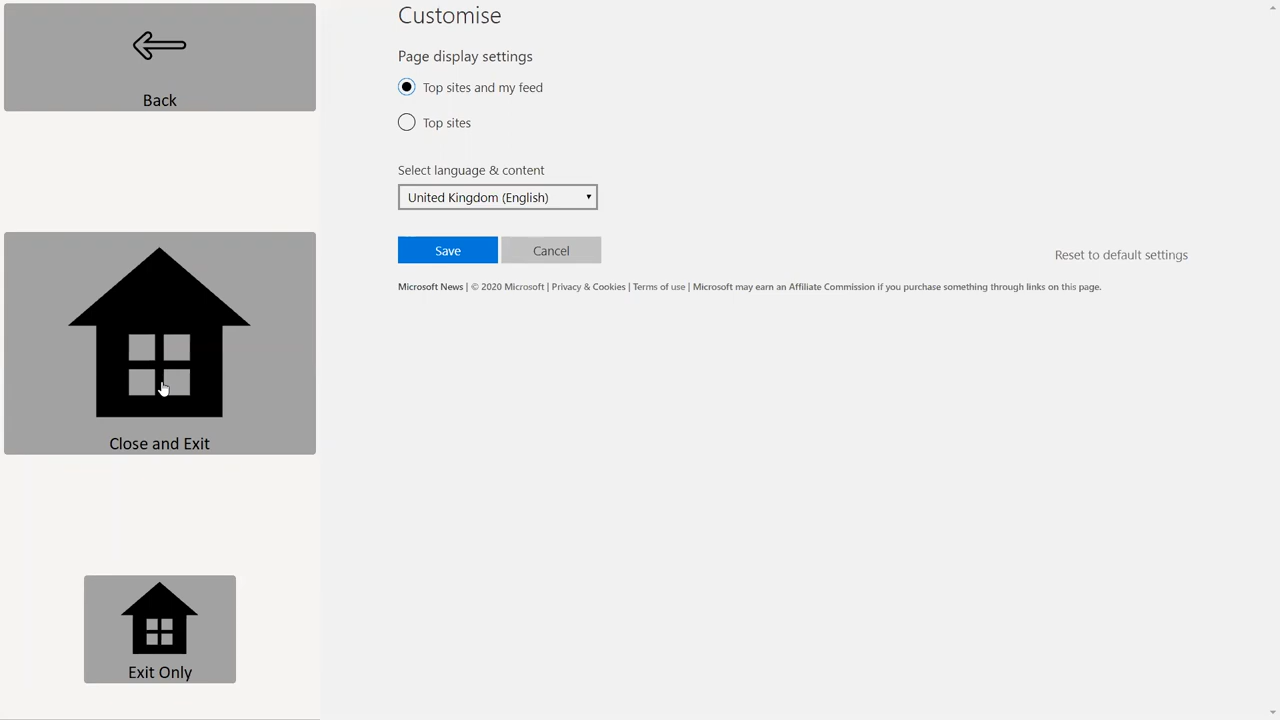 Back
Close and Exit
Exit Only
Customise
Page display settings
Top sites and my feed
Top sites
Select language & content
United Kingdom (English)
Save
Cancel
Reset to default settings
Microsoft News | © 2020 Microsoft | Privacy & Cookies | Terms of use | Microsoft may earn an Affiliate Commission if you purchase something through links on this page.